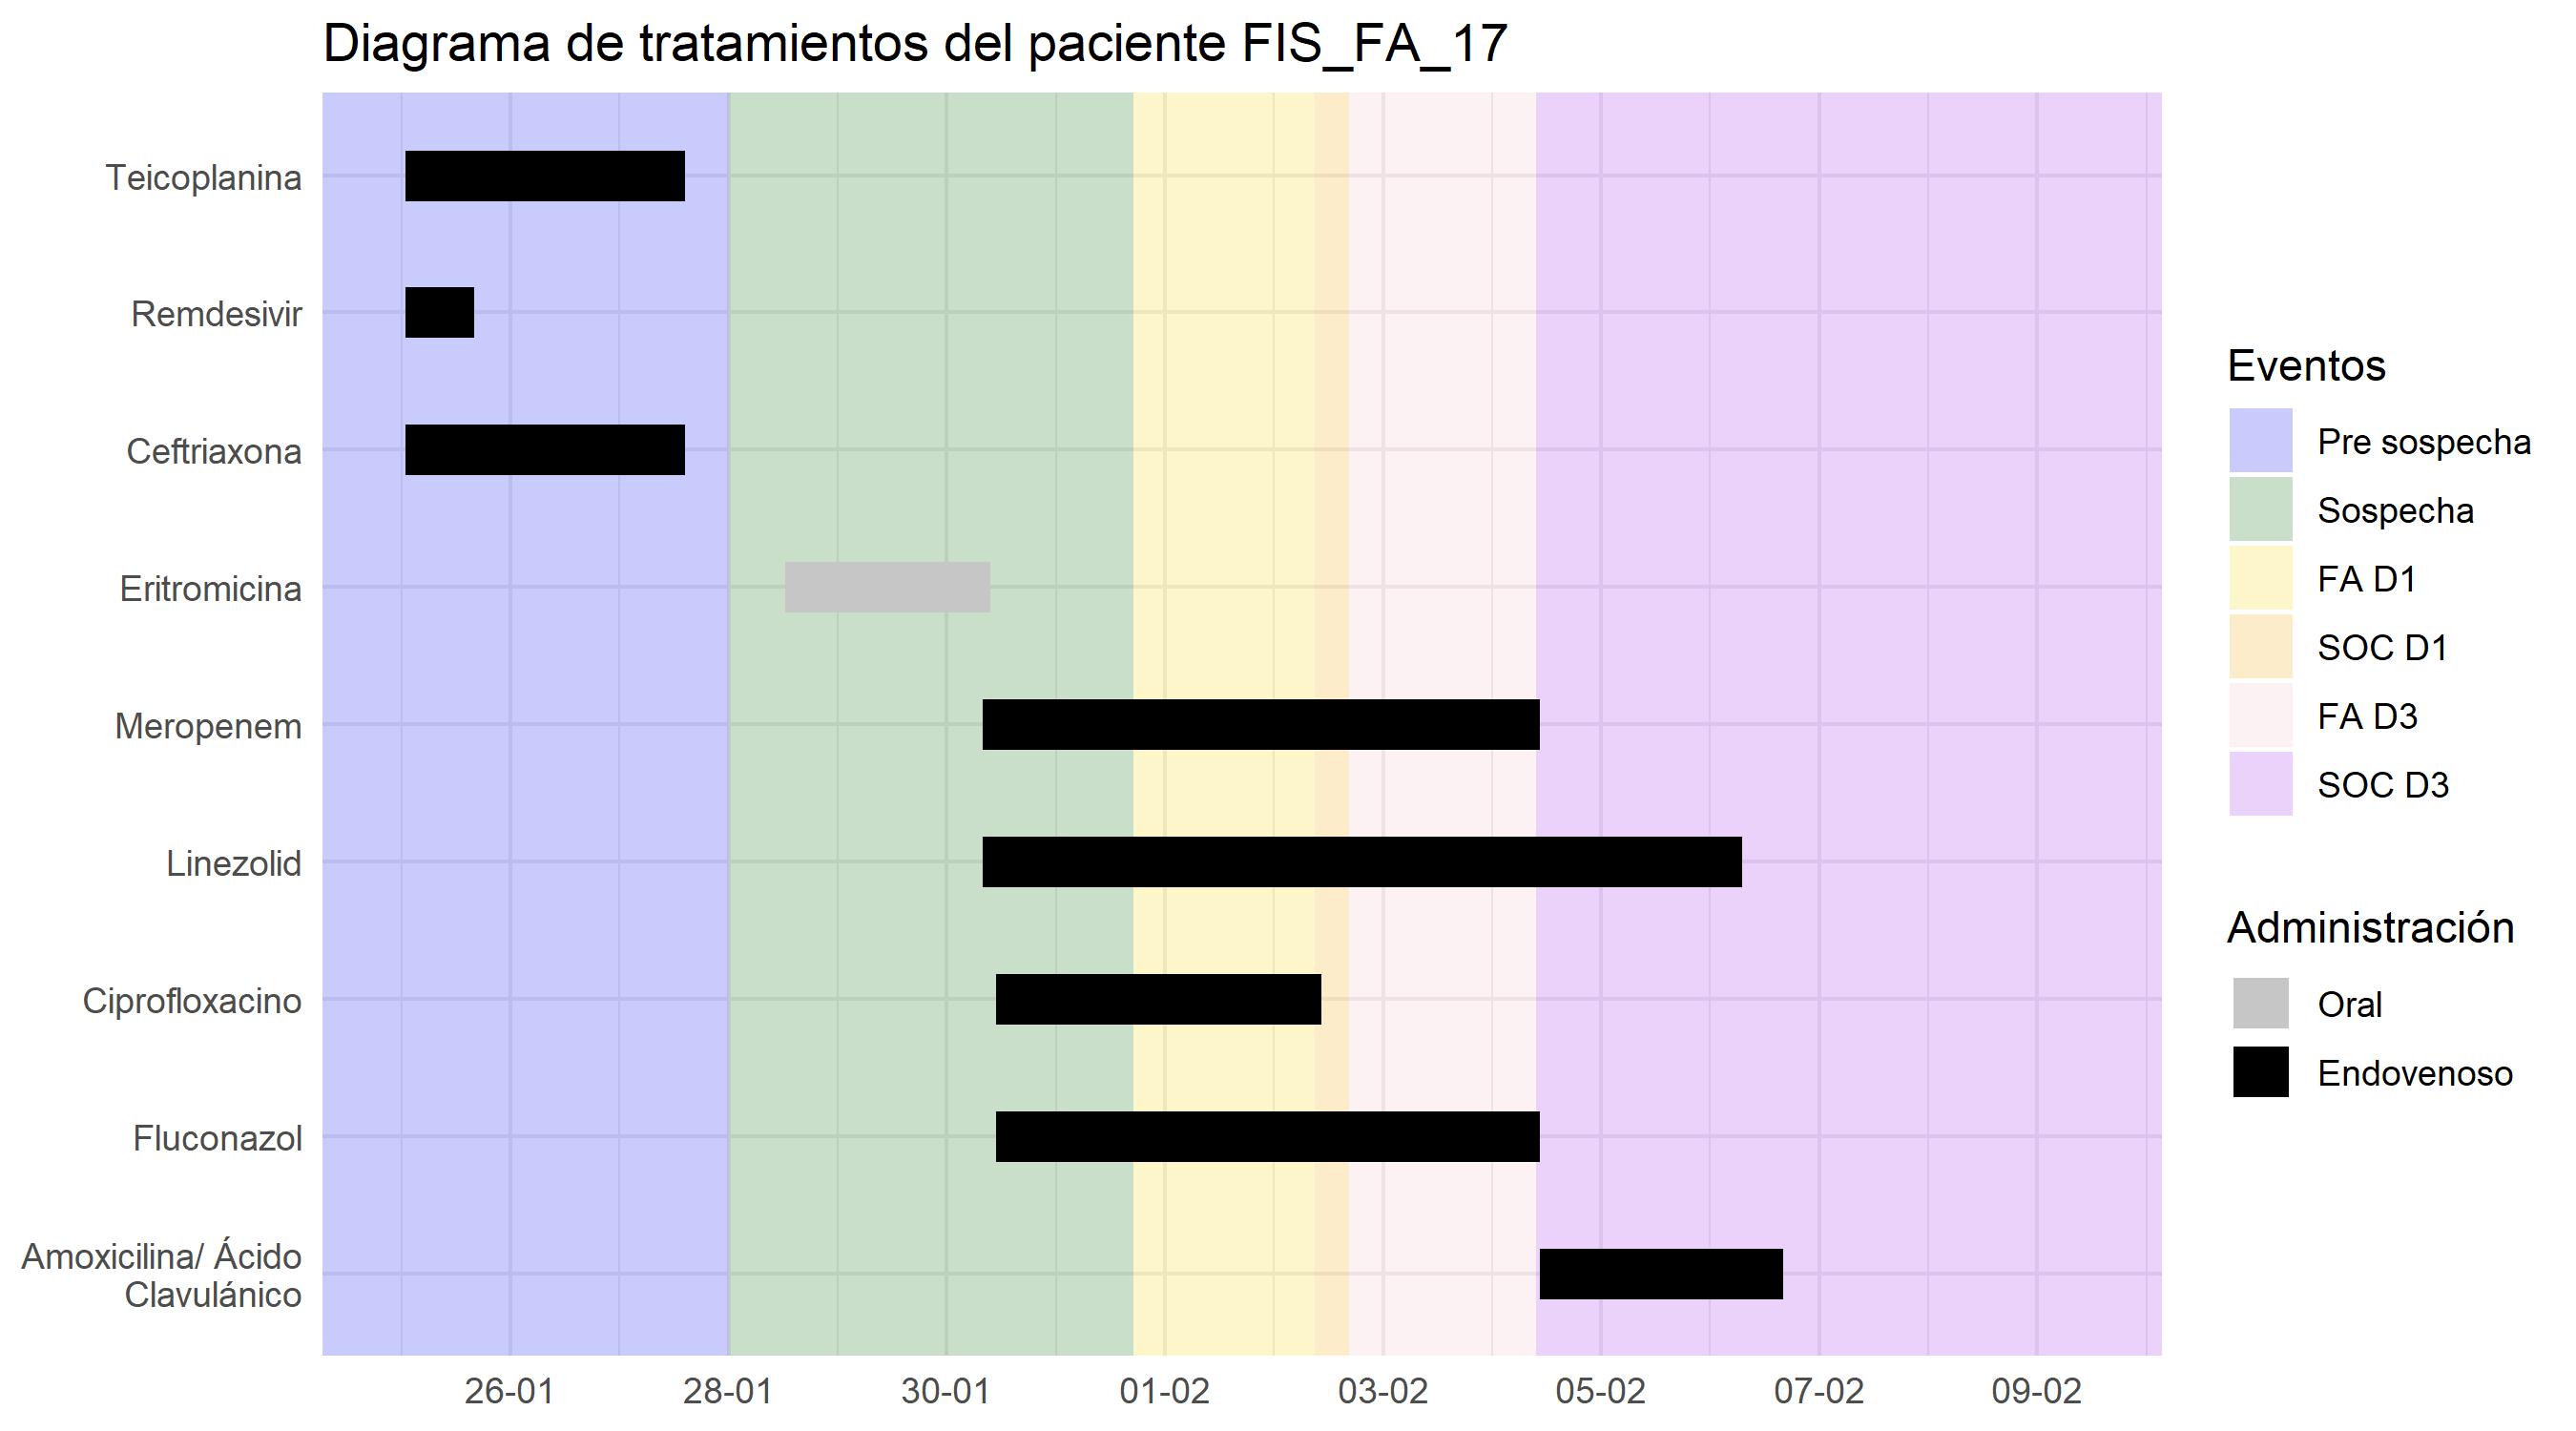 Diagrama de tratamientos del paciente FIS_FA_17
Teicoplanina
Remdesivir
Ceftriaxona
Eritromicina
Meropenem
Linezolid
Ciprofloxacino
Fluconazol
Amoxicilina/ Ácido
Clavulánico
26-01
28-01
30-01
01-02
03-02
05-02
07-02
09-02
Eventos
Pre sospecha
Sospecha
FA D1
SOC D1
FA D3
SOC D3
Administración
Oral
Endovenoso